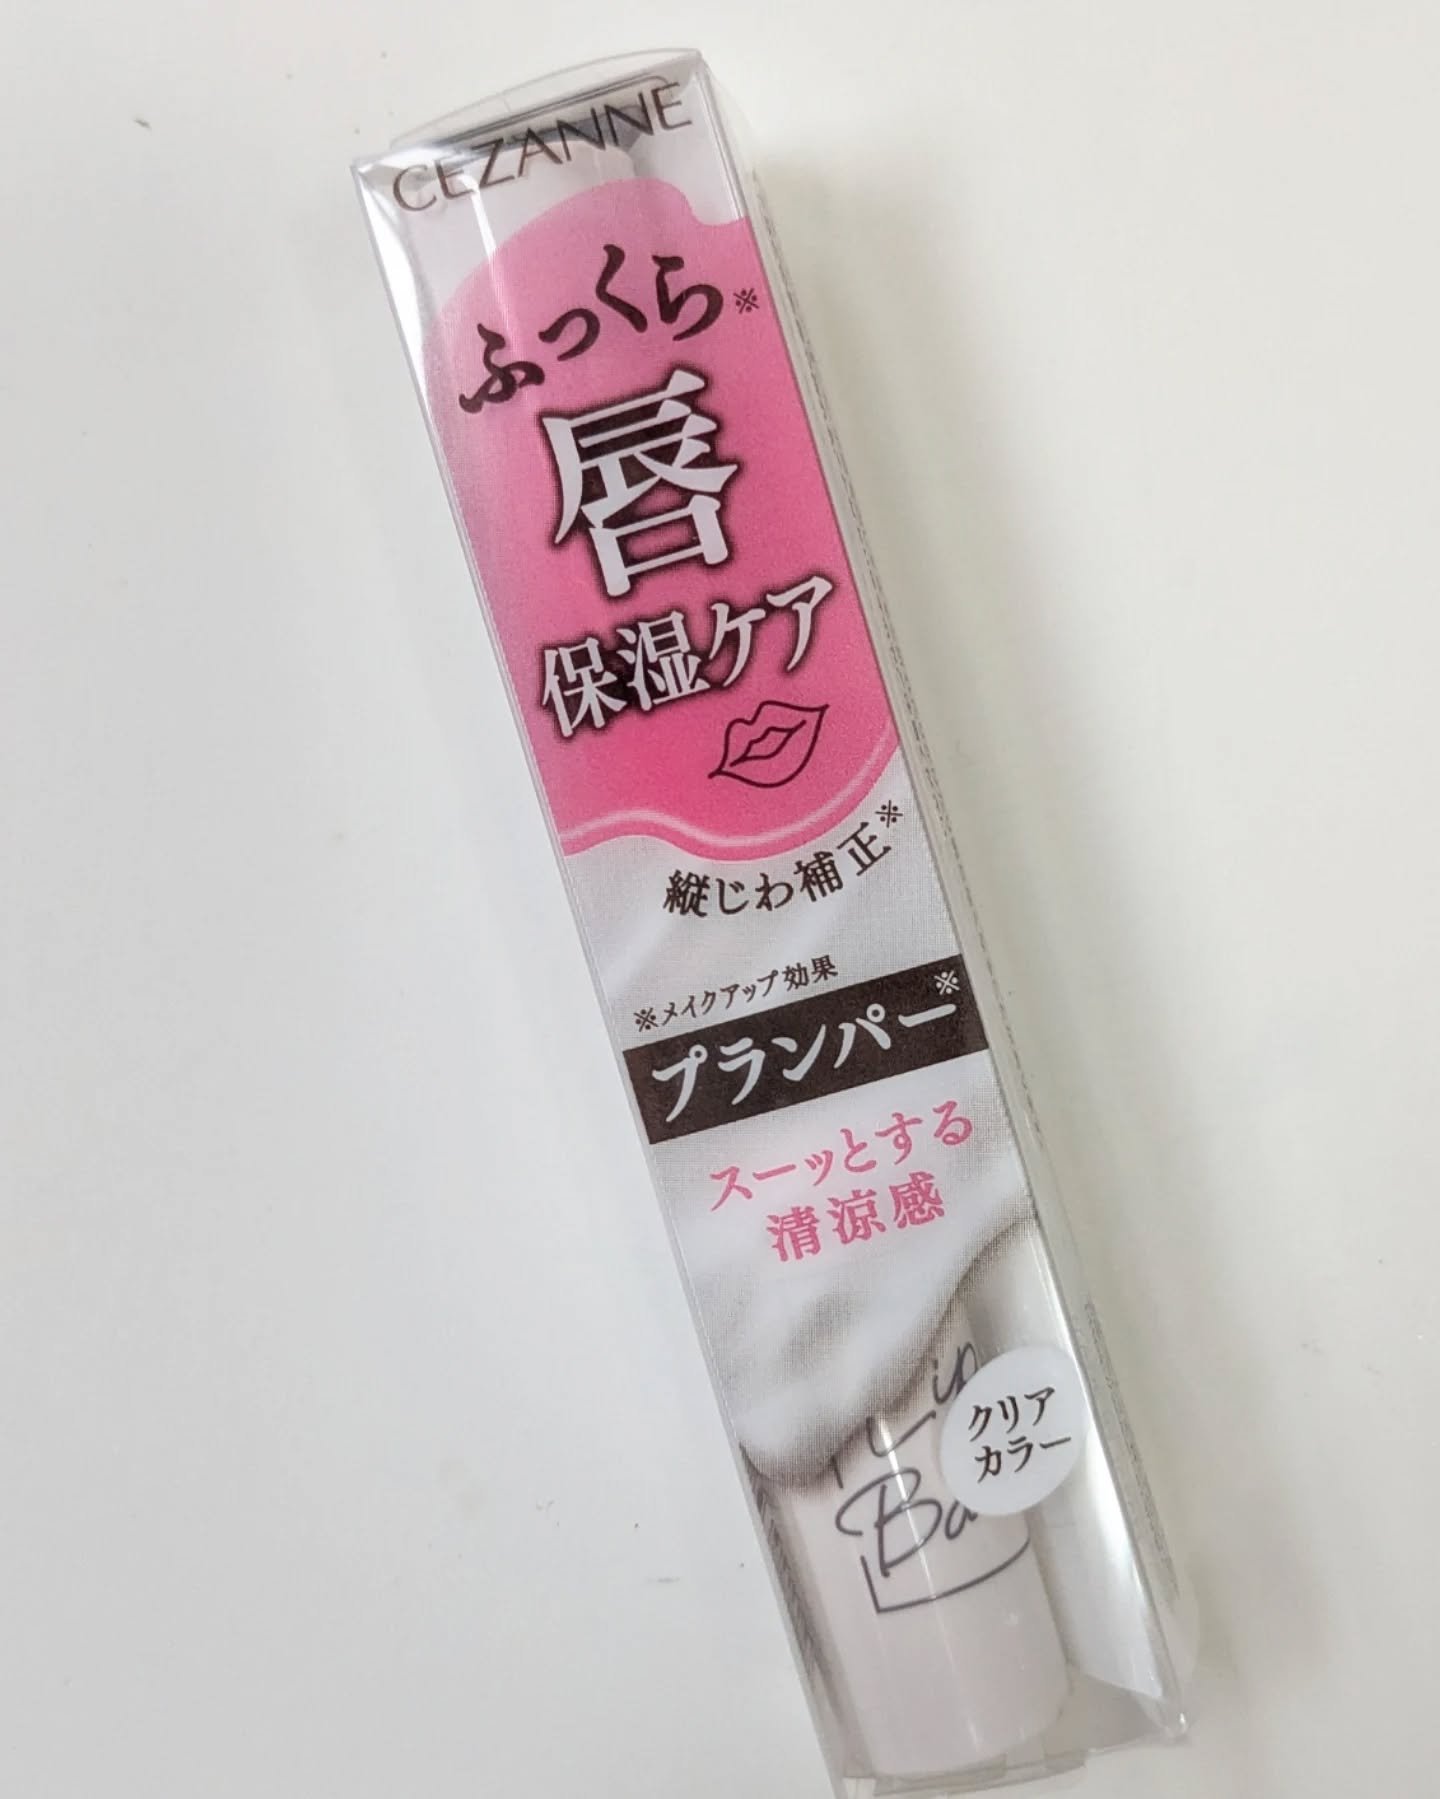 CEZANNE
ふっくら※
唇
保湿ケア
縦じわ補正※
※メイクアップ効果
プランパー※
スーッとする
清涼感
Lip
クリア
カラー